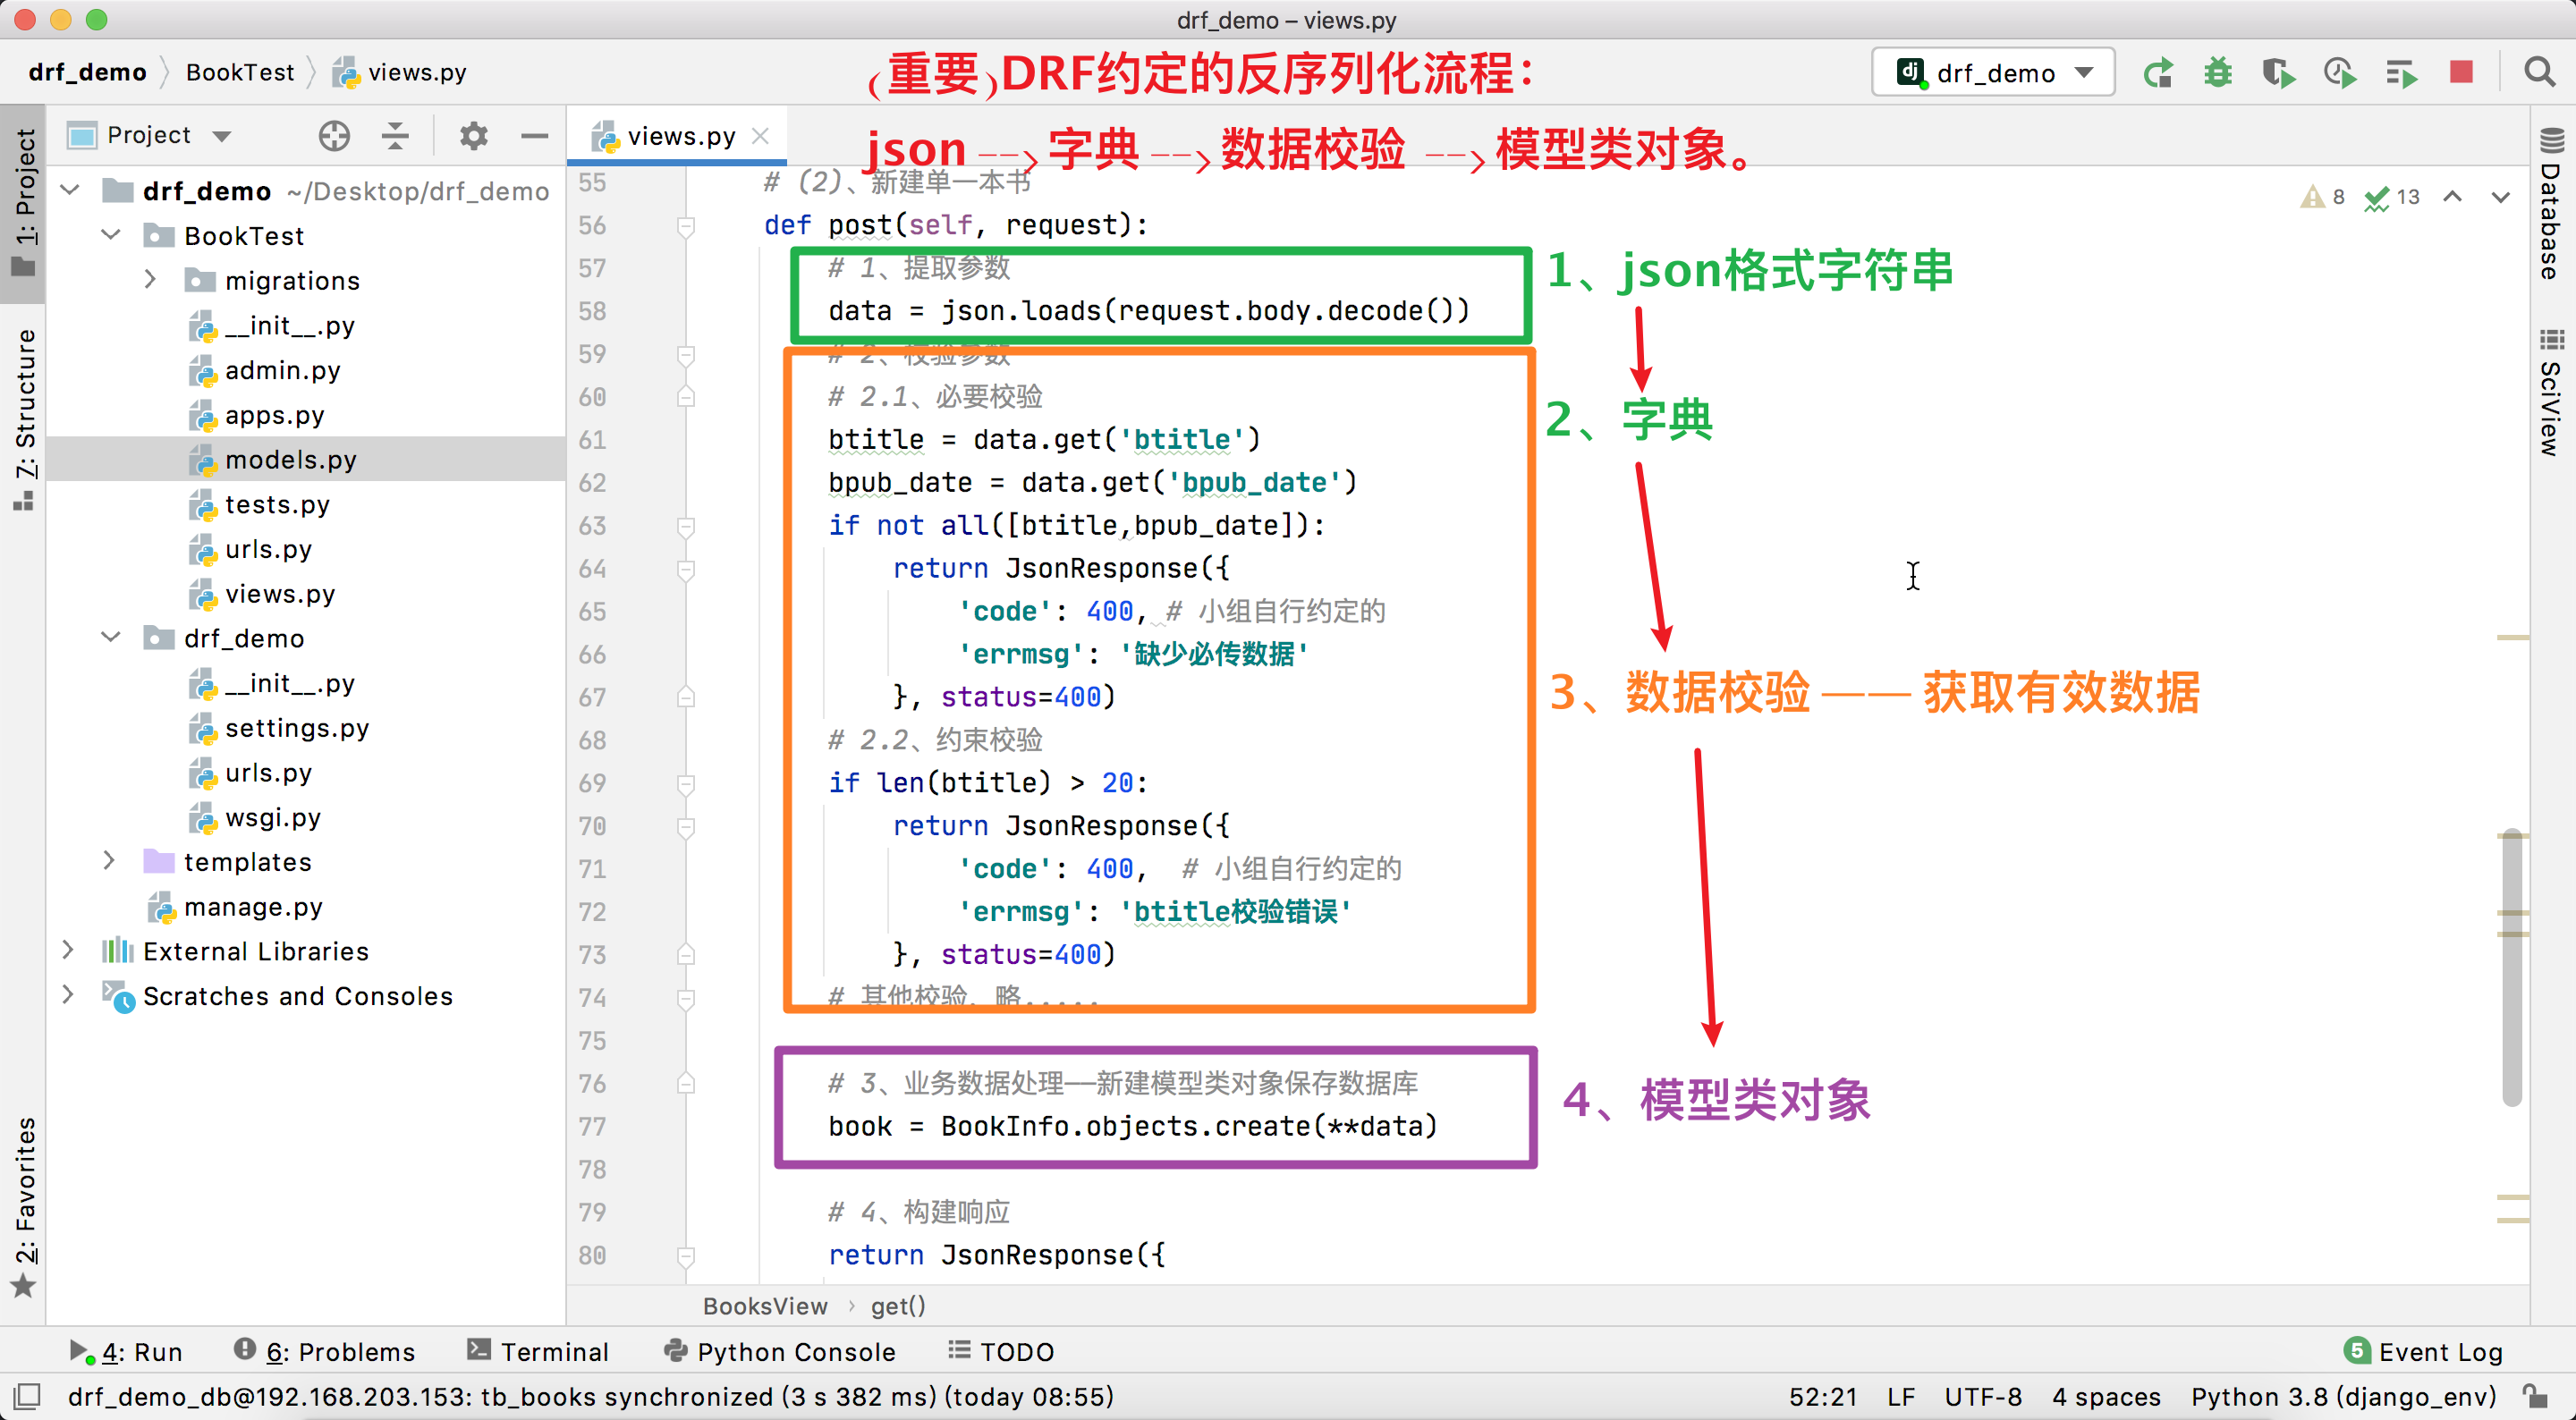 drf_demo – views.py
drf_demo BookTest views.py
(重要)DRF约定的反序列化流程：
drf_demo
Project
views.py
json --> 字典 --> 数据校验 --> 模型类对象。
1: Project
7: Structure
2: Favorites
drf_demo ~/Desktop/drf_demo
BookTest
migrations
__init__.py
admin.py
apps.py
models.py
tests.py
urls.py
views.py
drf_demo
__init__.py
settings.py
urls.py
wsgi.py
templates
manage.py
External Libraries
Scratches and Consoles
55 # (2)、新建单一本书
56 def post(self, request):
57 # 1、提取参数
58 data = json.loads(request.body.decode())
59 # 2、校验参数
60 # 2.1、必要校验
61 btitle = data.get('btitle')
62 bpub_date = data.get('bpub_date')
63 if not all([btitle,bpub_date]):
64 return JsonResponse({
65 'code': 400, # 小组自行约定的
66 'errmsg': '缺少必传数据'
67 }, status=400)
68 # 2.2、约束校验
69 if len(btitle) > 20:
70 return JsonResponse({
71 'code': 400,  # 小组自行约定的
72 'errmsg': 'btitle校验错误'
73 }, status=400)
74 # 其他校验，略.....
75
76 # 3、业务数据处理——新建模型类对象保存数据库
77 book = BookInfo.objects.create(**data)
78
79 # 4、构建响应
80 return JsonResponse({
8 13
1、json格式字符串
2、字典
3、数据校验 —— 获取有效数据
4、模型类对象
Database
SciView
BooksView › get()
4: Run 6: Problems Terminal Python Console TODO 5 Event Log
drf_demo_db@192.168.203.153: tb_books synchronized (3 s 382 ms) (today 08:55) 52:21 LF UTF-8 4 spaces Python 3.8 (django_env)